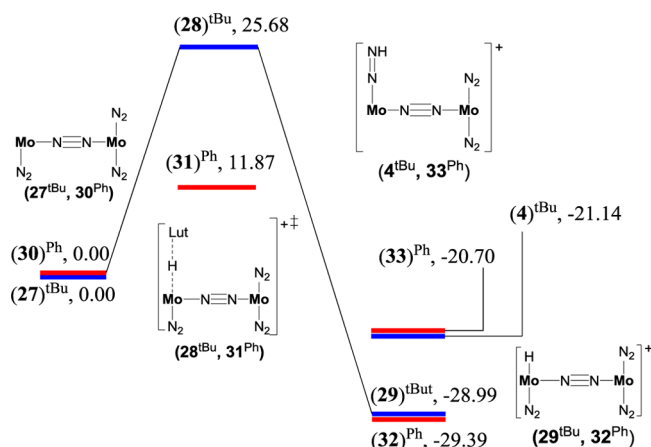 (28)tBu, 25.68
NH
N
+
Mo
N
N
Mo
N2
N2
(4tBu, 33Ph)
N2
Mo
N
N
Mo
N2
N2
(27tBu, 30Ph)
(31)Ph, 11.87
(4)tBu, -21.14
(33)Ph, -20.70
(30)Ph, 0.00
(27)tBu, 0.00
Lut
+‡
H
N2
Mo
N
N
Mo
N2
N2
(28tBu, 31Ph)
(29)tBut, -28.99
(32)Ph, -29.39
H
+
N2
Mo
N
N
Mo
N2
N2
(29tBu, 32Ph)